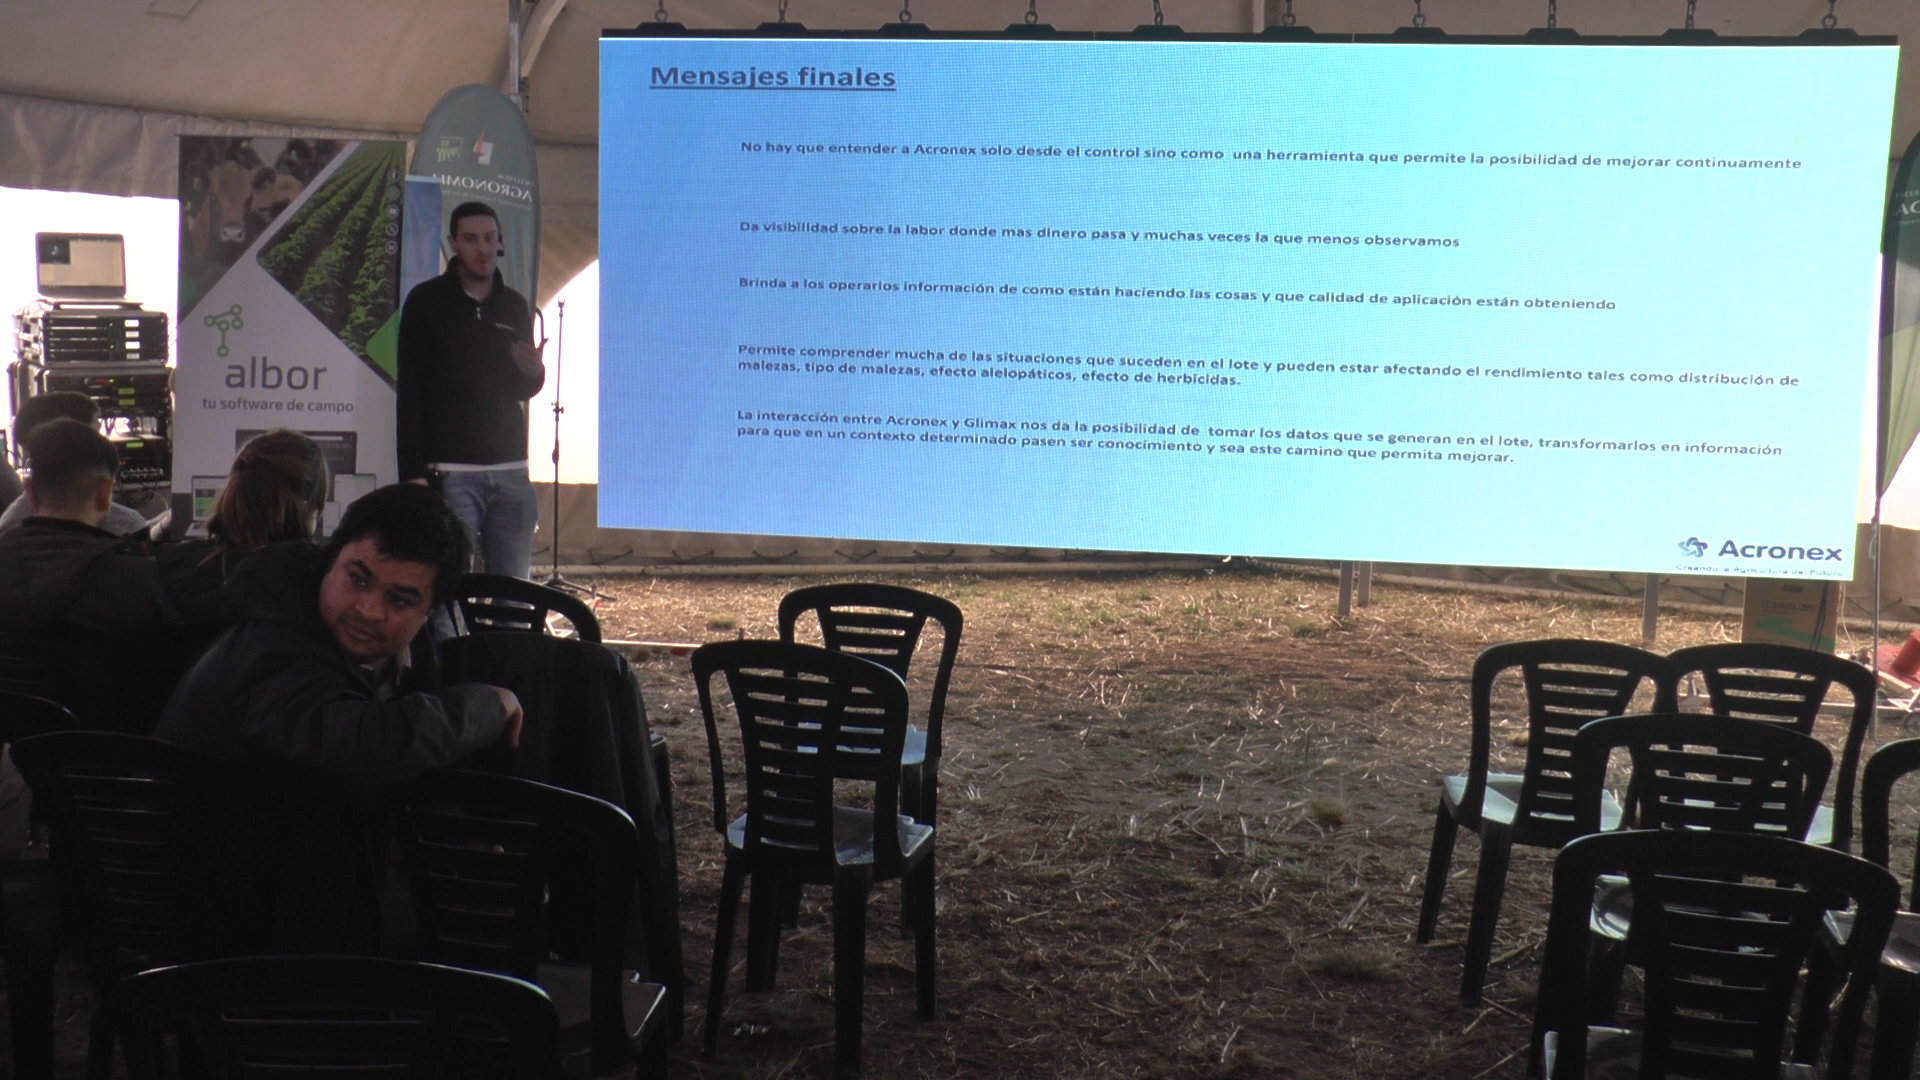 Mensajes finales
No hay que entender a Acronex solo desde el control sino como una herramienta que permite la posibilidad de mejorar continuamente
Da visibilidad sobre la labor donde mas dinero pasa y muchas veces la que menos observamos
Brinda a los operarios información de como están haciendo las cosas y que calidad de aplicación están obteniendo
Permite comprender mucha de las situaciones que suceden en el lote y pueden estar afectando el rendimiento tales como distribución de
malezas, tipo de malezas, efecto alelopáticos, efecto de herbicidas.
La interacción entre Acronex y Glimax nos da la posibilidad de tomar los datos que se generan en el lote, transformarlos en información
para que en un contexto determinado pasen ser conocimiento y sea este camino que permita mejorar.
Acronex
Creando la Agricultura del Futuro
AGRONOMIA
albor
tu software de campo